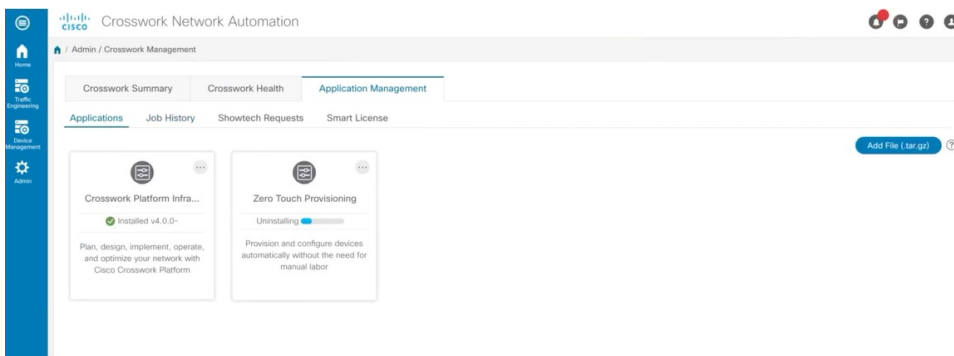 CISCO
Crosswork Network Automation
Home
/ Admin / Crosswork Management
Traffic
Engineering
Device
Management
Admin
Crosswork Summary
Crosswork Health
Application Management
Applications
Job History
Showtech Requests
Smart License
Add File (.tar.gz)
?
...
Crosswork Platform Infra...
Installed v4.0.0-
Plan, design, implement, operate,
and optimize your network with
Cisco Crosswork Platform
...
Zero Touch Provisioning
Uninstalling
Provision and configure devices
automatically without the need for
manual labor